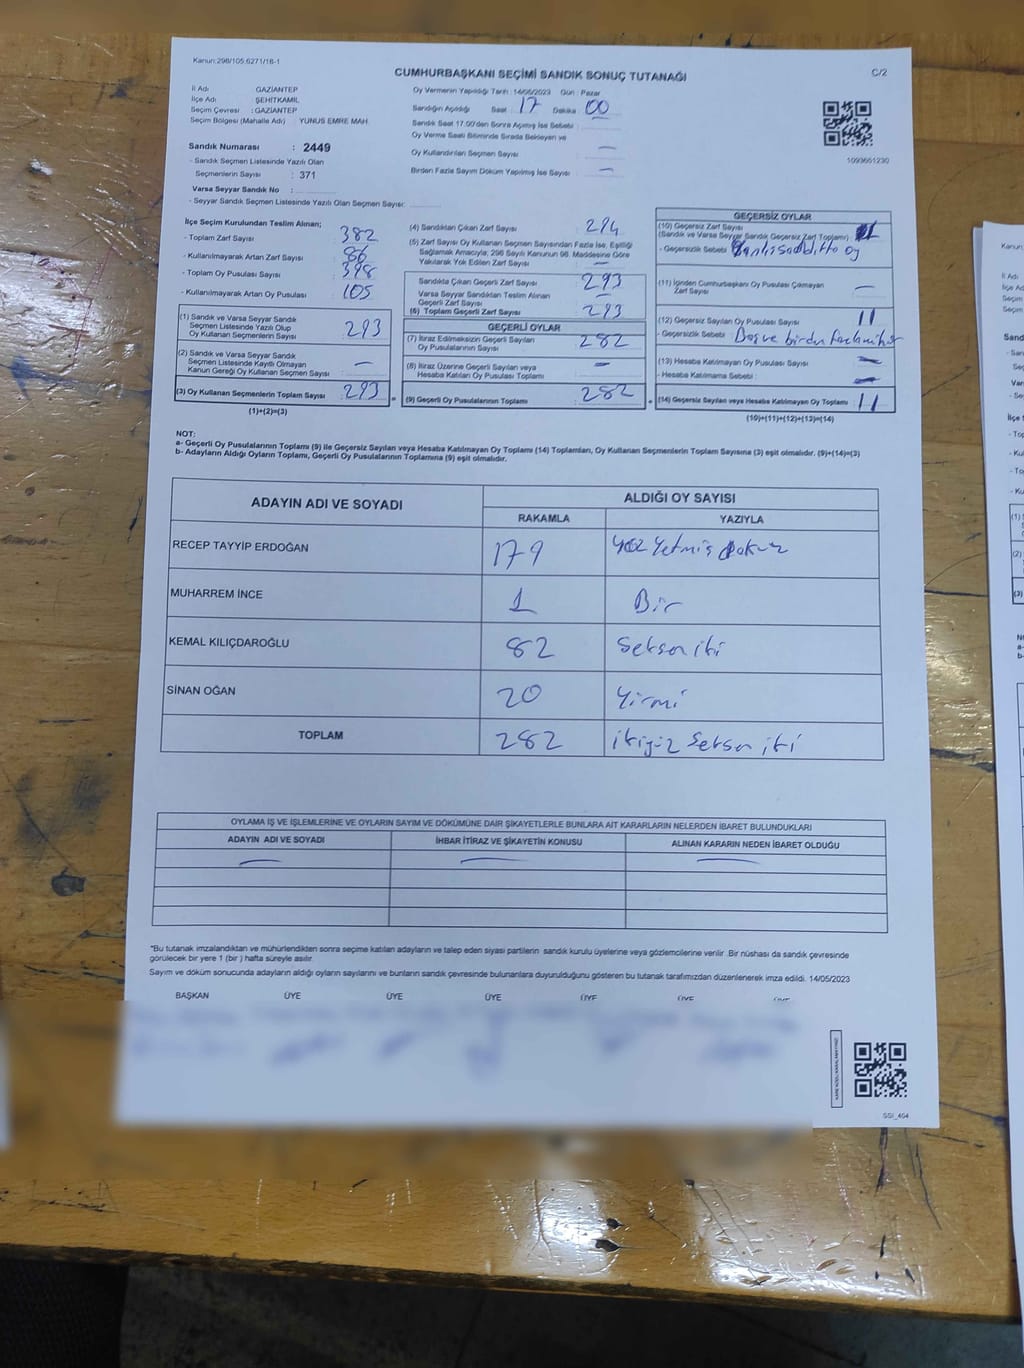 Kanun:298/105,6271/18-1
CUMHURBAŞKANI SEÇİMİ SANDIK SONUÇ TUTANAĞI
C/2
İl Adı GAZİANTEP
İlçe Adı ŞEHİTKAMİL
Seçim Çevresi : GAZİANTEP
Seçim Bölgesi (Mahalle Adı) : YUNUS EMRE MAH.
Sandık Numarası : 2449
- Sandık Seçmen Listesinde Yazılı Olan
Seçmenlerin Sayısı : 371
Varsa Seyyar Sandık No :
- Seyyar Sandık Seçmen Listesinde Yazılı Olan Seçmen Sayısı:
Oy Vermenin Yapıldığı Tarih : 14/05/2023 Gün : Pazar
Sandığın Açıldığı Saat : 17 Dakika : 00
Sandık Saat 17.00'den Sonra Açılmış İse Sebebi :
Oy Verme Saati Bitiminde Sırada Bekleyen ve
Oy Kullandırılan Seçmen Sayısı : —
Birden Fazla Sayım Döküm Yapılmış İse Sayısı : —
1093661230
İlçe Seçim Kurulundan Teslim Alınan;
- Toplam Zarf Sayısı : 382
- Kullanılmayarak Artan Zarf Sayısı : 86
- Toplam Oy Pusulası Sayısı : 398
- Kullanılmayarak Artan Oy Pusulası : 105
(1) Sandık ve Varsa Seyyar Sandık
Seçmen Listesinde Yazılı Olup
Oy Kullanan Seçmenlerin Sayısı : 293
(2) Sandık ve Varsa Seyyar Sandık
Seçmen Listesinde Kayıtlı Olmayan
Kanun Gereği Oy Kullanan Seçmen Sayısı : —
(3) Oy Kullanan Seçmenlerin Toplam Sayısı : 293
(1)+(2)=(3)
(4) Sandıktan Çıkan Zarf Sayısı : 294
(5) Zarf Sayısı Oy Kullanan Seçmen Sayısından Fazla İse; Eşitliği
Sağlamak Amacıyla; 298 Sayılı Kanunun 98. Maddesine Göre
Yakılarak Yok Edilen Zarf Sayısı : —
Sandıkta Çıkan Geçerli Zarf Sayısı : 293
Varsa Seyyar Sandıktan Teslim Alınan
Geçerli Zarf Sayısı : —
(6) Toplam Geçerli Zarf Sayısı : 293
GEÇERLİ OYLAR
(7) İtiraz Edilmeksizin Geçerli Sayılan
Oy Pusulalarının Sayısı : 282
(8) İtiraz Üzerine Geçerli Sayılan veya
Hesaba Katılan Oy Pusulası Toplamı : —
(9) Geçerli Oy Pusulalarının Toplamı : 282
GEÇERSİZ OYLAR
(10) Geçersiz Zarf Sayısı
(Sandık ve Varsa Seyyar Sandık Geçersiz Zarf Toplamı) :
- Geçersizlik Sebebi : oy
(11) İçinden Cumhurbaşkanı Oy Pusulası Çıkmayan
Zarf Sayısı : —
(12) Geçersiz Sayılan Oy Pusulası Sayısı : 11
- Geçersizlik Sebebi : Boş ve birden fazla mühür
(13) Hesaba Katılmayan Oy Pusulası Sayısı : —
- Hesaba Katılmama Sebebi : —
(14) Geçersiz Sayılan veya Hesaba Katılmayan Oy Toplamı : 11
(10)+(11)+(12)+(13)=(14)
NOT:
a- Geçerli Oy Pusulalarının Toplamı (9) ile Geçersiz Sayılan veya Hesaba Katılmayan Oy Toplamı (14) Toplamları, Oy Kullanan Seçmenlerin Toplam Sayısına (3) eşit olmalıdır. (9)+(14)=(3)
b- Adayların Aldığı Oyların Toplamı, Geçerli Oy Pusulalarının Toplamına (9) eşit olmalıdır.
ADAYIN ADI VE SOYADI
ALDIĞI OY SAYISI
RAKAMLA YAZIYLA
RECEP TAYYİP ERDOĞAN 179 Yüz Yetmiş Dokuz
MUHARREM İNCE 1 Bir
KEMAL KILIÇDAROĞLU 82 Seksen iki
SİNAN OĞAN 20 Yirmi
TOPLAM 282 ikiyüz Seksen iki
OYLAMA İŞ VE İŞLEMLERİNE VE OYLARIN SAYIM VE DÖKÜMÜNE DAİR ŞİKAYETLERLE BUNLARA AİT KARARLARIN NELERDEN İBARET BULUNDUKLARI
ADAYIN ADI VE SOYADI İHBAR İTİRAZ VE ŞİKAYETİN KONUSU ALINAN KARARIN NEDEN İBARET OLDUĞU
— — —
*Bu tutanak imzalandıktan ve mühürlendikten sonra seçime katılan adayların ve talep eden siyasi partilerin sandık kurulu üyelerine veya gözlemcilerine verilir. Bir nüshası da sandık çevresinde
görülecek bir yere 1 (bir) hafta süreyle asılır.
Sayım ve döküm sonucunda adayların aldığı oyların sayılarını ve bunların sandık çevresinde bulunanlara duyurulduğunu gösteren bu tutanak tarafımızdan düzenlenerek imza edildi. 14/05/2023
BAŞKAN ÜYE ÜYE ÜYE ÜYE ÜYE ÜYE
SSI_404